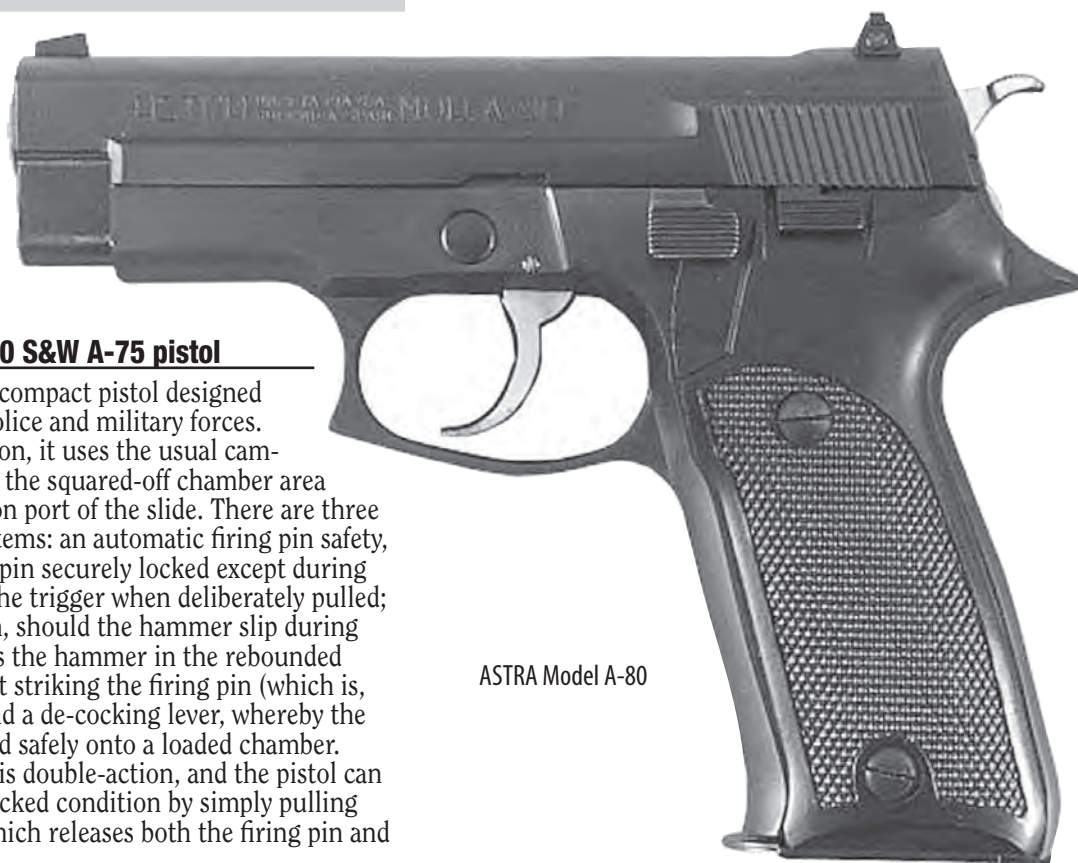 0 S&W A-75 pistol
compact pistol designed
lice and military forces.
on, it uses the usual cam-
the squared-off chamber area
on port of the slide. There are three
tems: an automatic firing pin safety,
pin securely locked except during
he trigger when deliberately pulled;
, should the hammer slip during
s the hammer in the rebounded
t striking the firing pin (which is,
d a de-cocking lever, whereby the
d safely onto a loaded chamber.
is double-action, and the pistol can
cked condition by simply pulling
hich releases both the firing pin and
ASTRA Model A-80